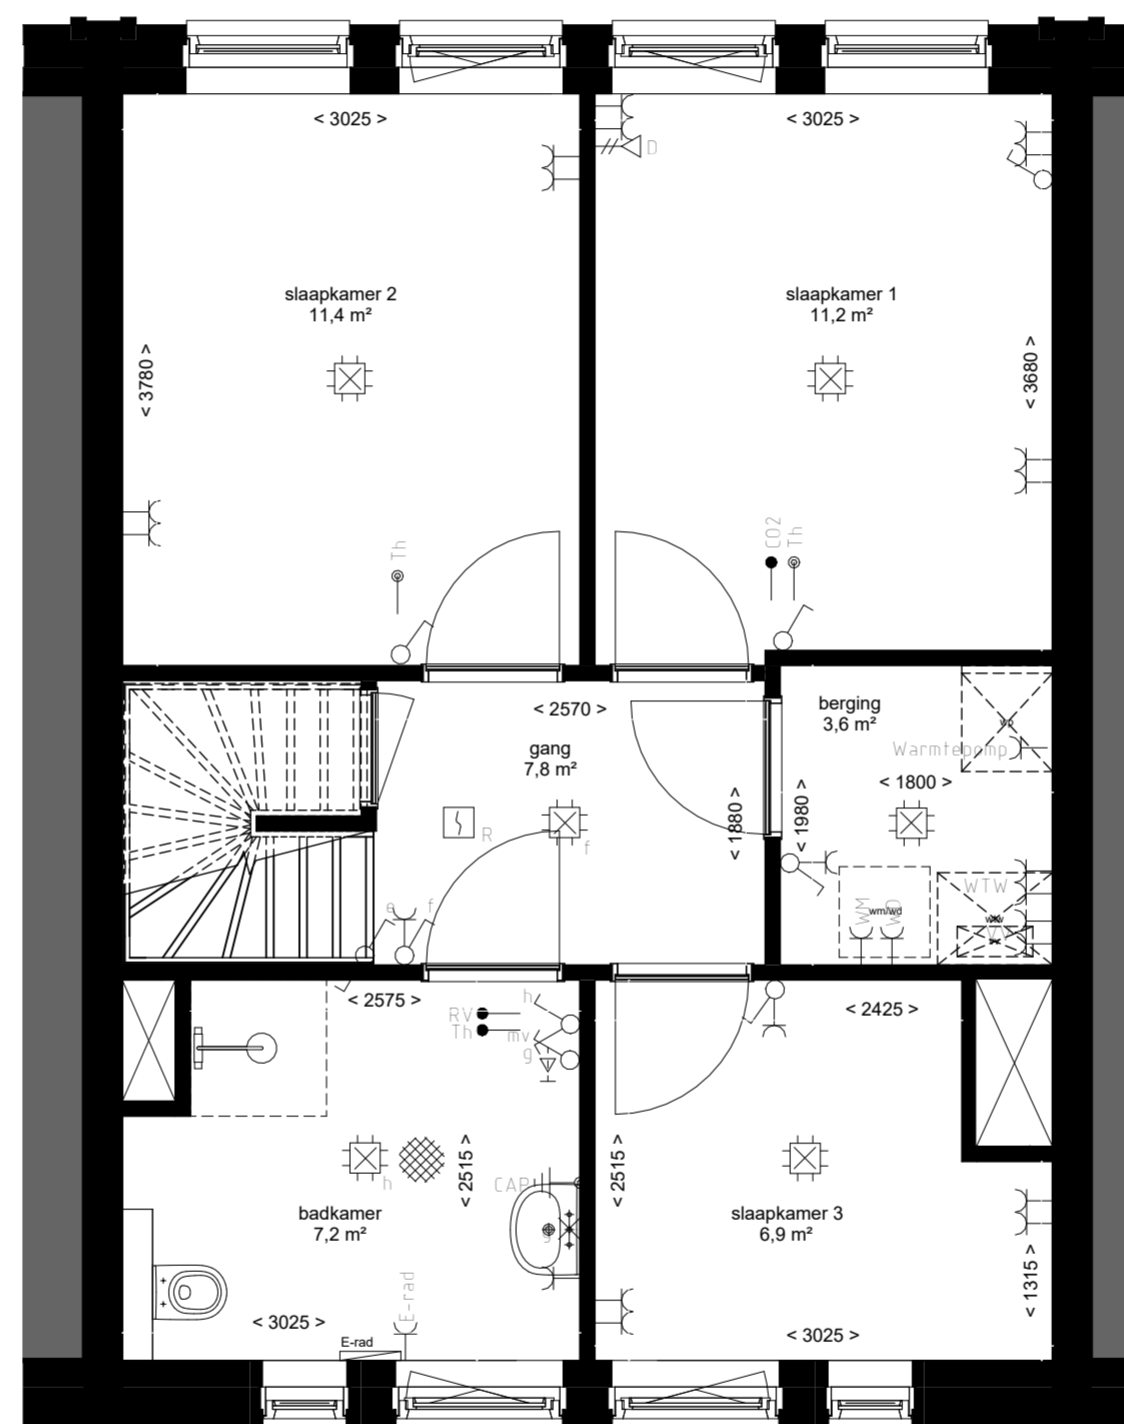 < 3025 >
< 3025 >
D
slaapkamer 2
11,4 m²
slaapkamer 1
11,2 m²
< 3780 >
< 3680 >
Th
CO2
Th
< 2570 >
gang
7,8 m²
berging
3,6 m²
Warmtepomp
< 1800 >
R
f
< 1880 >
< 1980 >
WTW
WM
WD
wm/wd
e
f
< 2575 >
RV
Th
h
mv
g
< 2425 >
h
< 2515 >
< 2515 >
CAP
badkamer
7,2 m²
slaapkamer 3
6,9 m²
< 1315 >
E-rad
< 3025 >
E-rad
< 3025 >